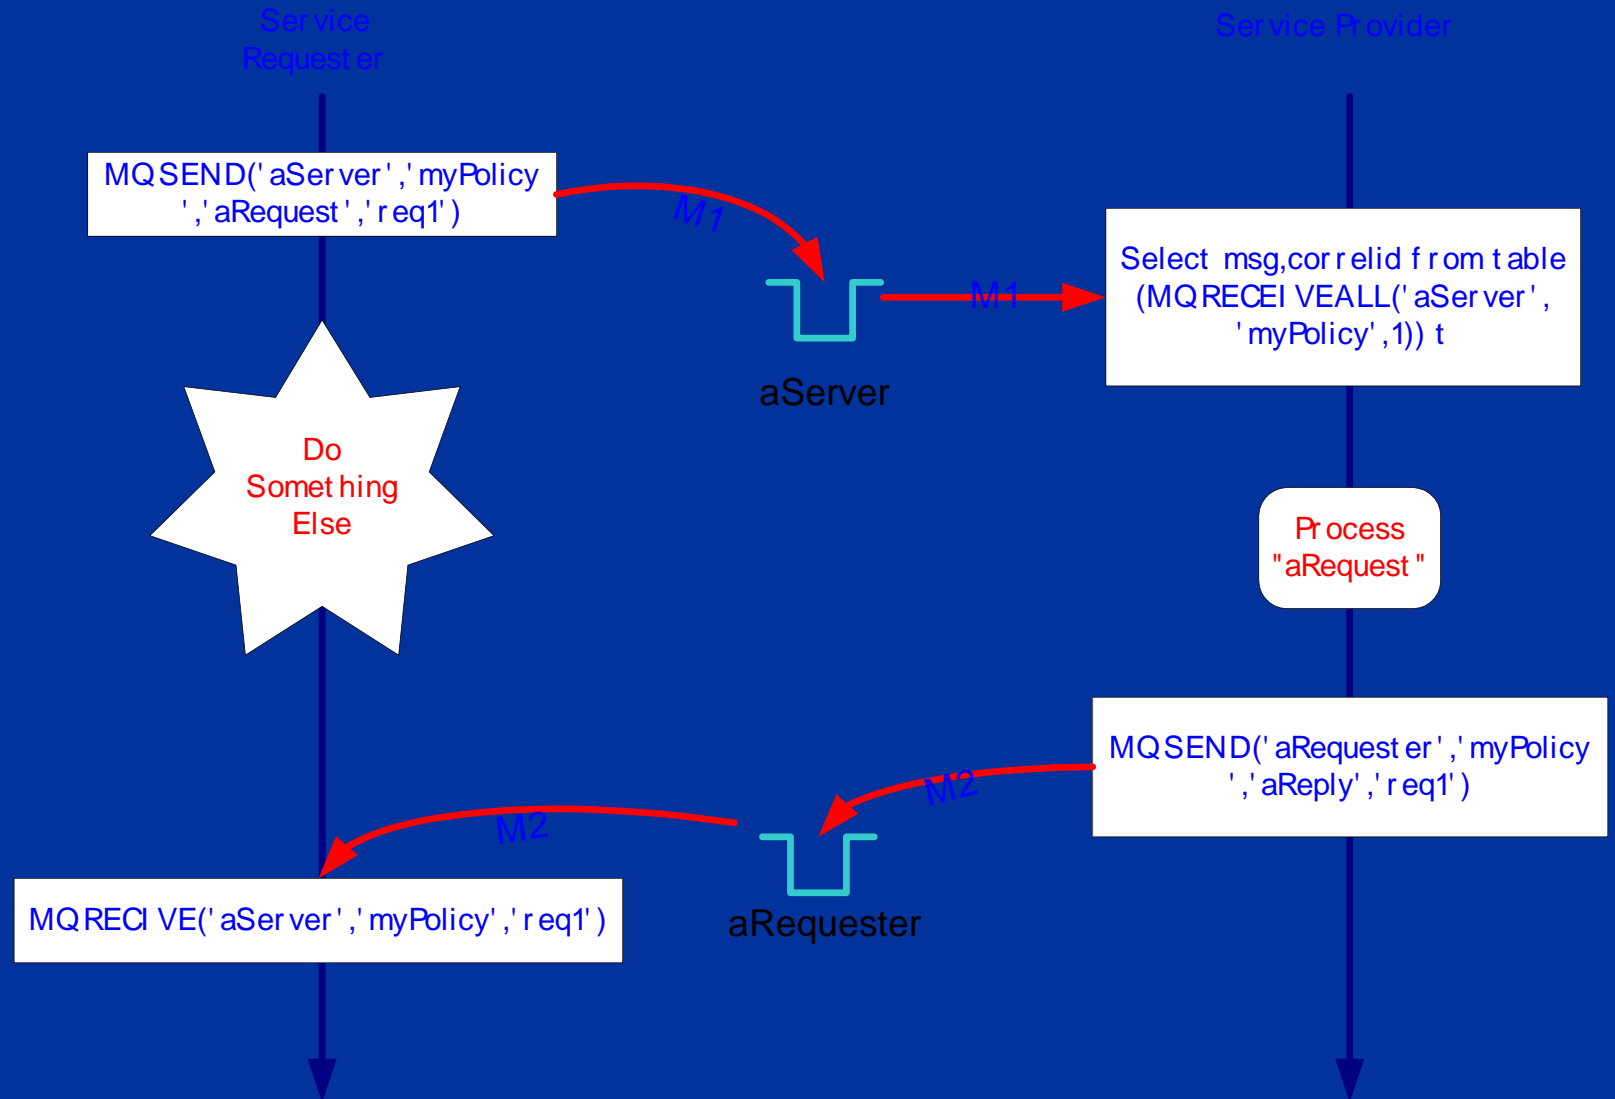 Service
Requester
Service Provider
MQSEND('aServer','myPolicy
','aRequest','req1')
M1
M1
Select msg,correlid from table
(MQRECEIVEALL('aServer',
'myPolicy',1)) t
aServer
Do
Something
Else
Process
"aRequest"
MQSEND('aRequester','myPolicy
','aReply','req1')
M2
M2
MQRECIVE('aServer','myPolicy','req1')
aRequester